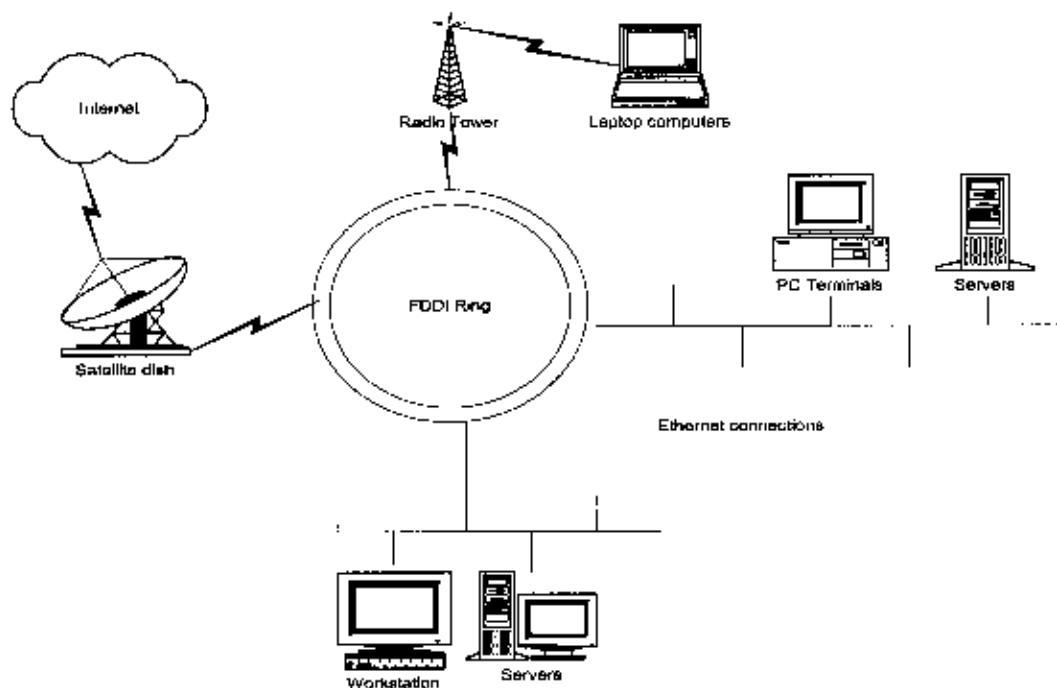 Internet
Radio Tower
Laptop computers
PC Terminals
Servers
FDDI Ring
Satellite dish
Ethernet connections
Workstation
Servers